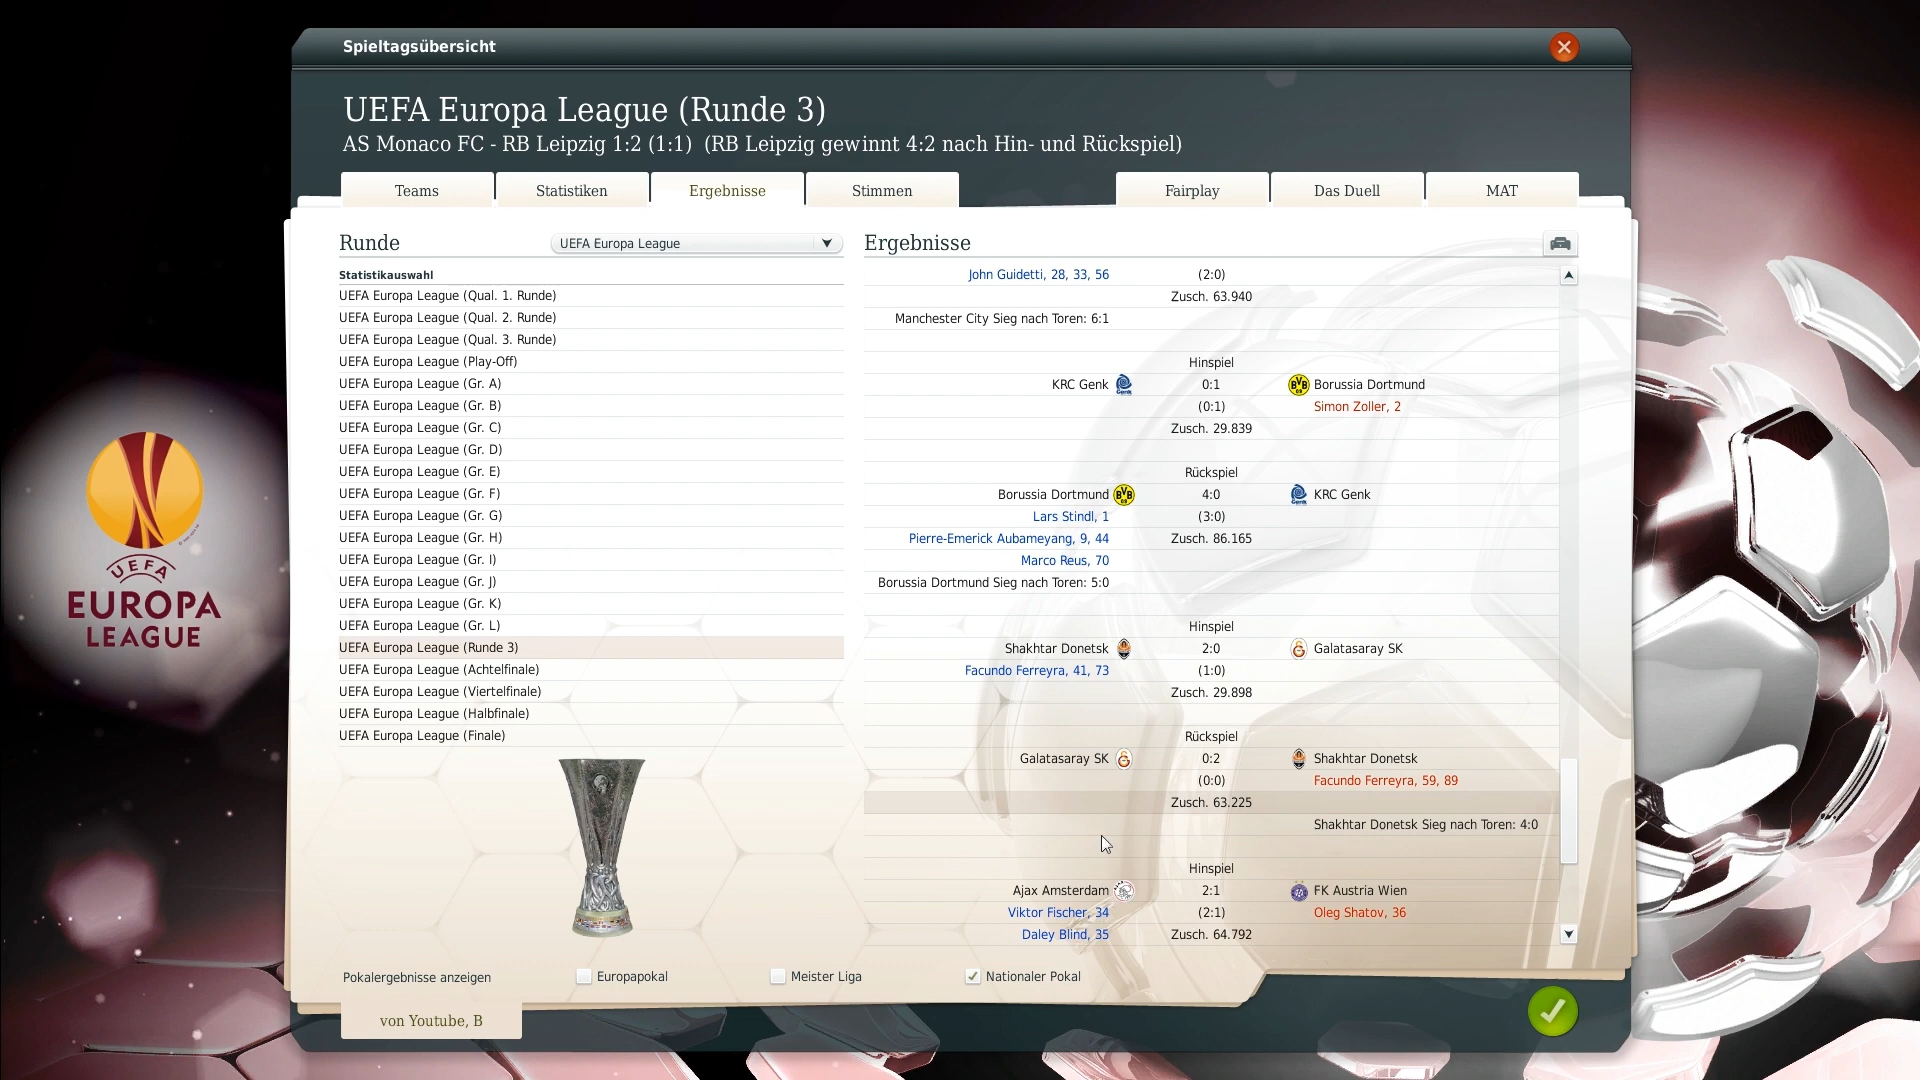 Spieltagsübersicht
UEFA Europa League (Runde 3)
AS Monaco FC - RB Leipzig 1:2 (1:1)  (RB Leipzig gewinnt 4:2 nach Hin- und Rückspiel)
Teams
Statistiken
Ergebnisse
Stimmen
Fairplay
Das Duell
MAT
Runde
UEFA Europa League
Statistikauswahl
UEFA Europa League (Qual. 1. Runde)
UEFA Europa League (Qual. 2. Runde)
UEFA Europa League (Qual. 3. Runde)
UEFA Europa League (Play-Off)
UEFA Europa League (Gr. A)
UEFA Europa League (Gr. B)
UEFA Europa League (Gr. C)
UEFA Europa League (Gr. D)
UEFA Europa League (Gr. E)
UEFA Europa League (Gr. F)
UEFA Europa League (Gr. G)
UEFA Europa League (Gr. H)
UEFA Europa League (Gr. I)
UEFA Europa League (Gr. J)
UEFA Europa League (Gr. K)
UEFA Europa League (Gr. L)
UEFA Europa League (Runde 3)
UEFA Europa League (Achtelfinale)
UEFA Europa League (Viertelfinale)
UEFA Europa League (Halbfinale)
UEFA Europa League (Finale)
Ergebnisse
John Guidetti, 28, 33, 56 (2:0)
Zusch. 63.940
Manchester City Sieg nach Toren: 6:1
Hinspiel
KRC Genk 0:1 Borussia Dortmund
(0:1) Simon Zoller, 2
Zusch. 29.839
Rückspiel
Borussia Dortmund 4:0 KRC Genk
Lars Stindl, 1 (3:0)
Pierre-Emerick Aubameyang, 9, 44 Zusch. 86.165
Marco Reus, 70
Borussia Dortmund Sieg nach Toren: 5:0
Hinspiel
Shakhtar Donetsk 2:0 Galatasaray SK
Facundo Ferreyra, 41, 73 (1:0)
Zusch. 29.898
Rückspiel
Galatasaray SK 0:2 Shakhtar Donetsk
(0:0) Facundo Ferreyra, 59, 89
Zusch. 63.225
Shakhtar Donetsk Sieg nach Toren: 4:0
Hinspiel
Ajax Amsterdam 2:1 FK Austria Wien
Viktor Fischer, 34 (2:1) Oleg Shatov, 36
Daley Blind, 35 Zusch. 64.792
Pokalergebnisse anzeigen
Europapokal
Meister Liga
Nationaler Pokal
von Youtube, B
UEFA
EUROPA
LEAGUE